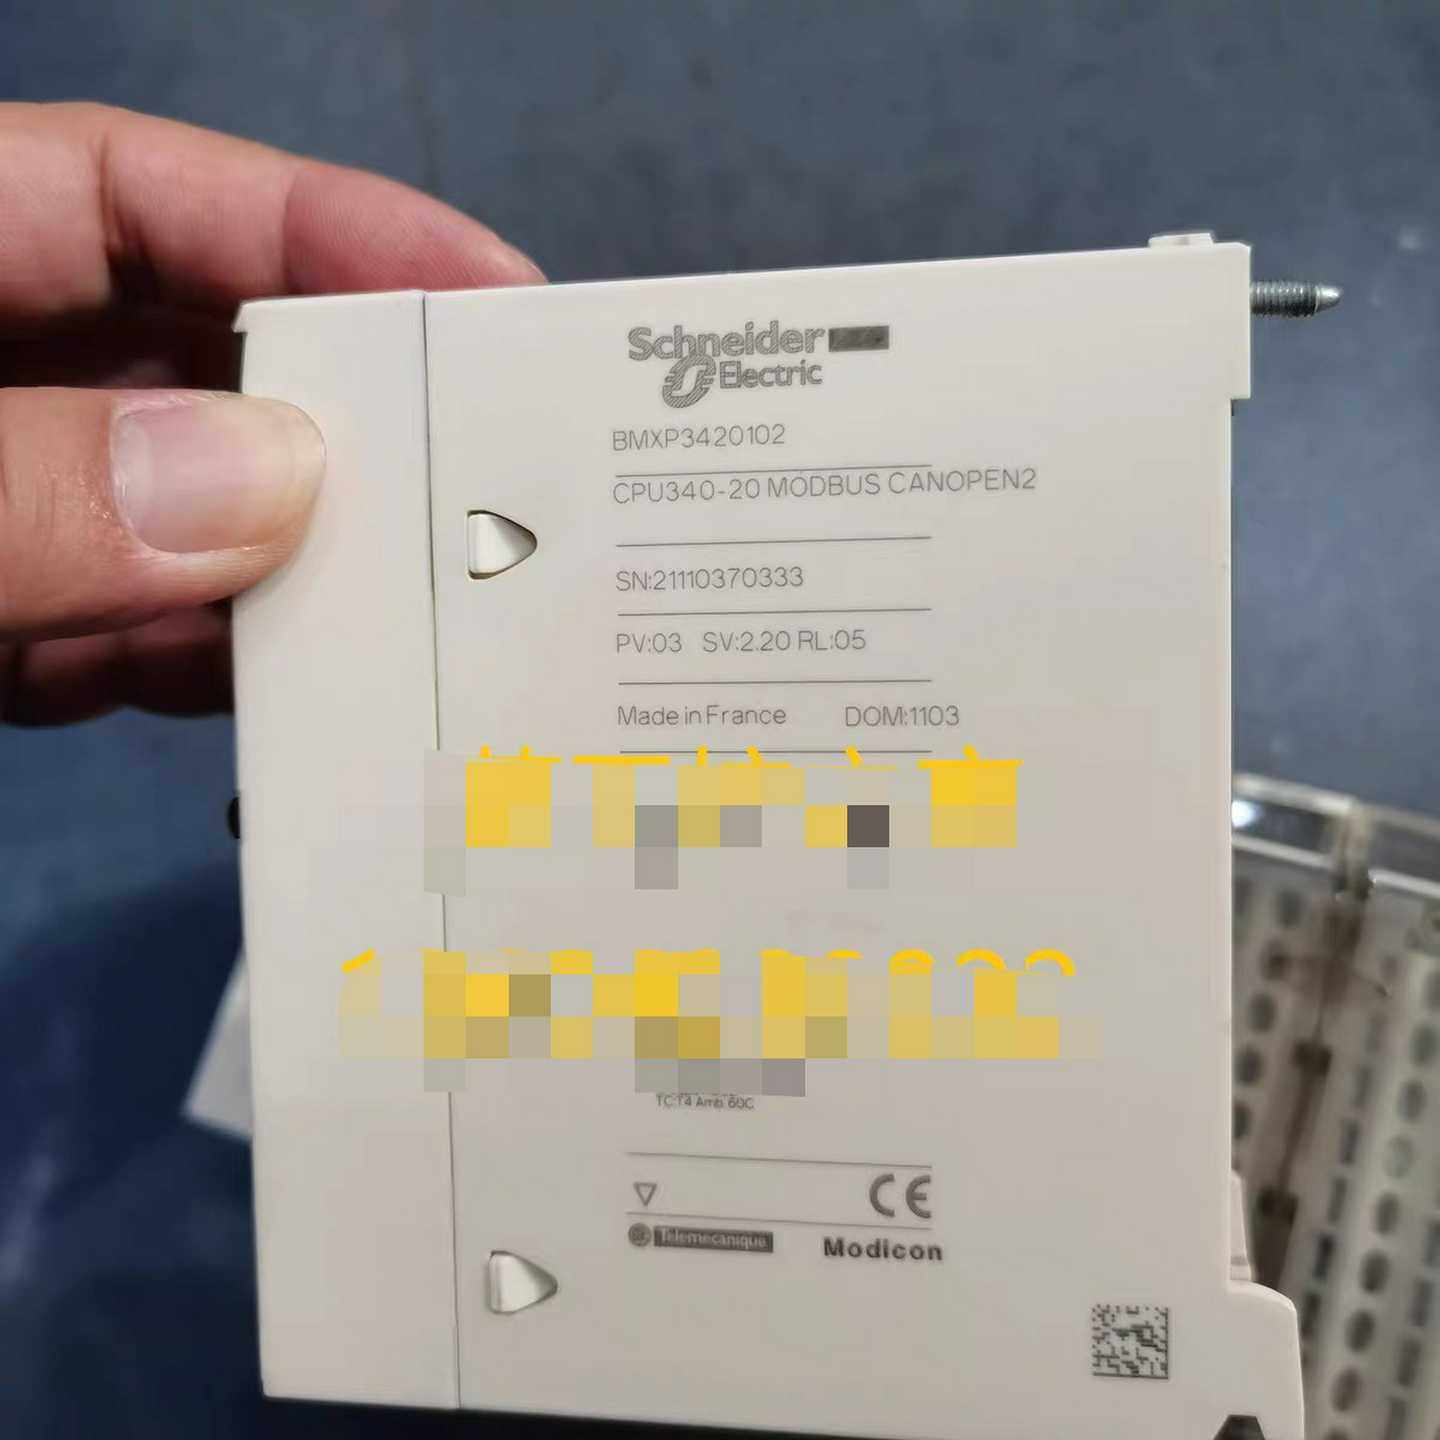 Schneider
Electric
BMXP3420102
CPU340-20 MODBUS CANOPEN2
SN:21110370333
PV:03 SV:2.20 RL:05
Made in France DOM:1103
TC:T4 Amb.60C
CE
Telemecanique Modicon